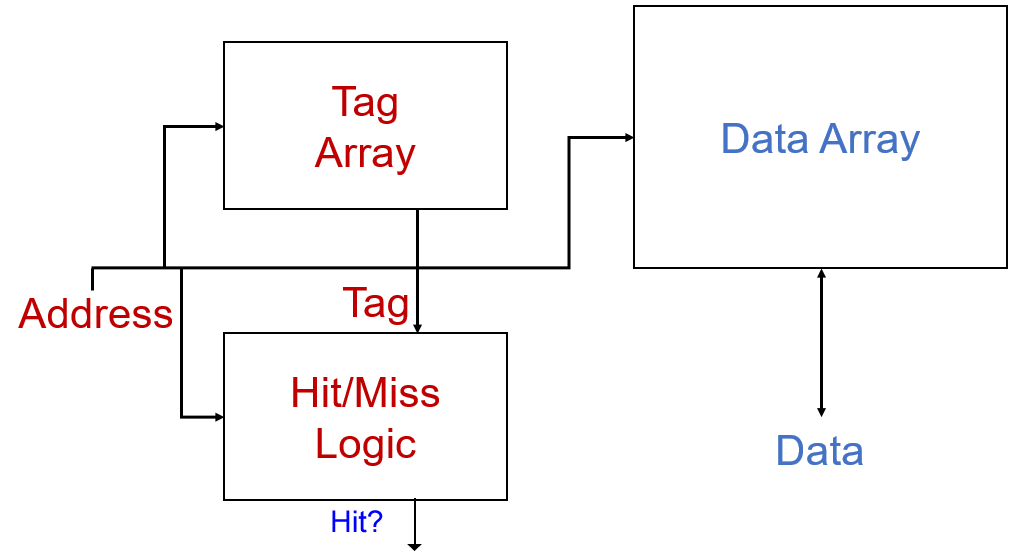 Tag
Array
Data Array
Address
Tag
Hit/Miss
Logic
Data
Hit?